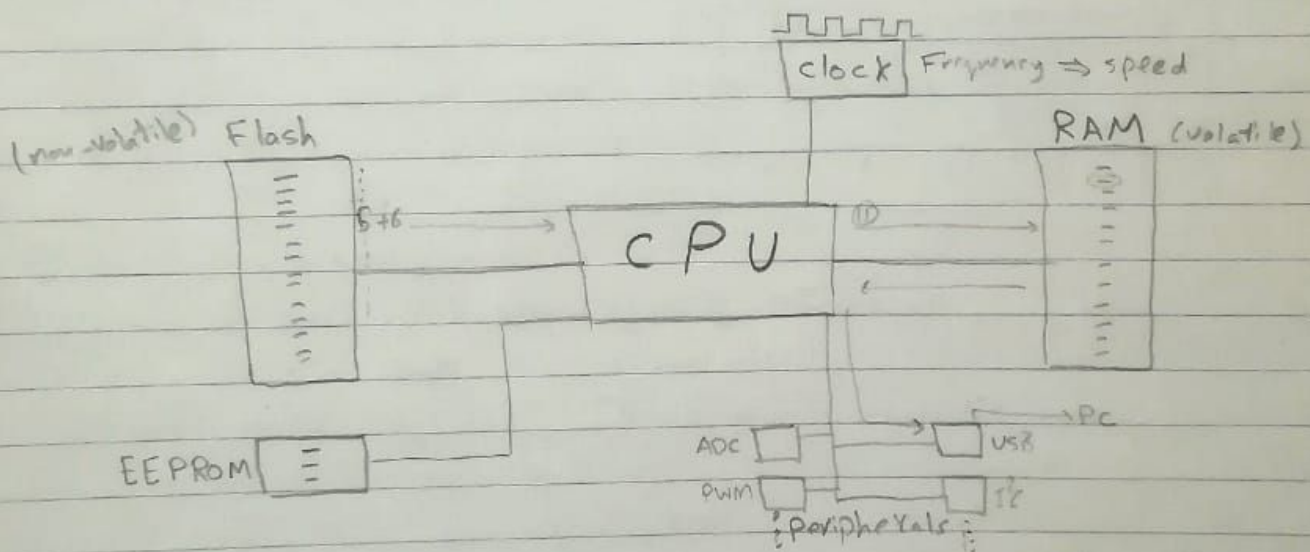 clock Frequency ⇒ speed
(non-volatile) Flash
RAM (volatile)
5+6
CPU
11
EEPROM
ADC
USB
PC
PWM
I²C
Peripherals